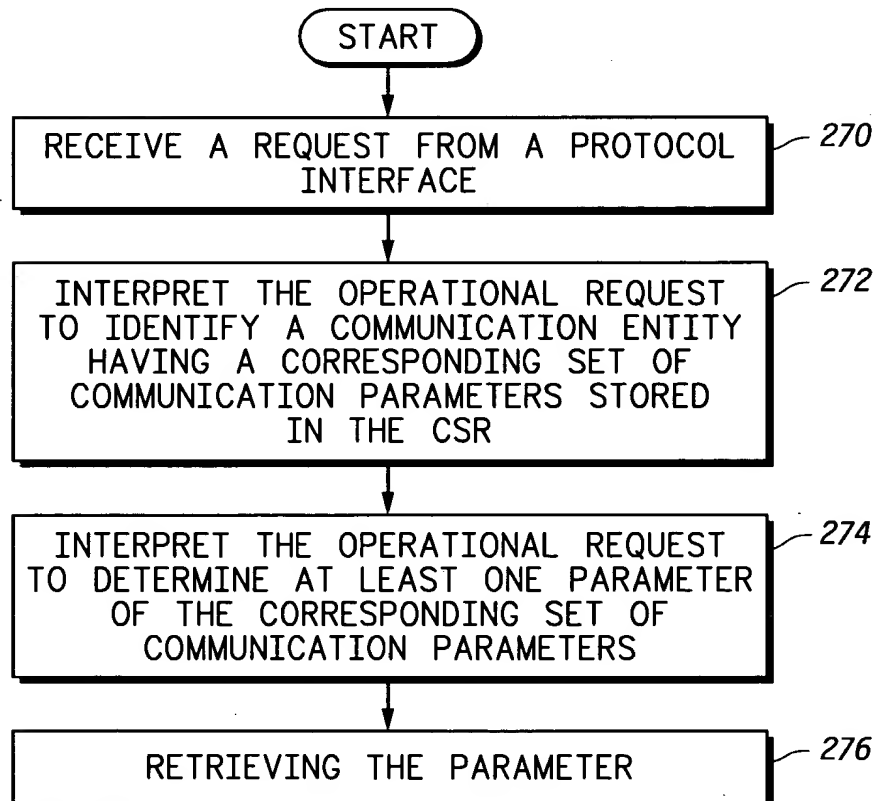 START
RECEIVE A REQUEST FROM A PROTOCOL
INTERFACE
270
INTERPRET THE OPERATIONAL REQUEST
TO IDENTIFY A COMMUNICATION ENTITY
HAVING A CORRESPONDING SET OF
COMMUNICATION PARAMETERS STORED
IN THE CSR
272
INTERPRET THE OPERATIONAL REQUEST
TO DETERMINE AT LEAST ONE PARAMETER
OF THE CORRESPONDING SET OF
COMMUNICATION PARAMETERS
274
RETRIEVING THE PARAMETER
276